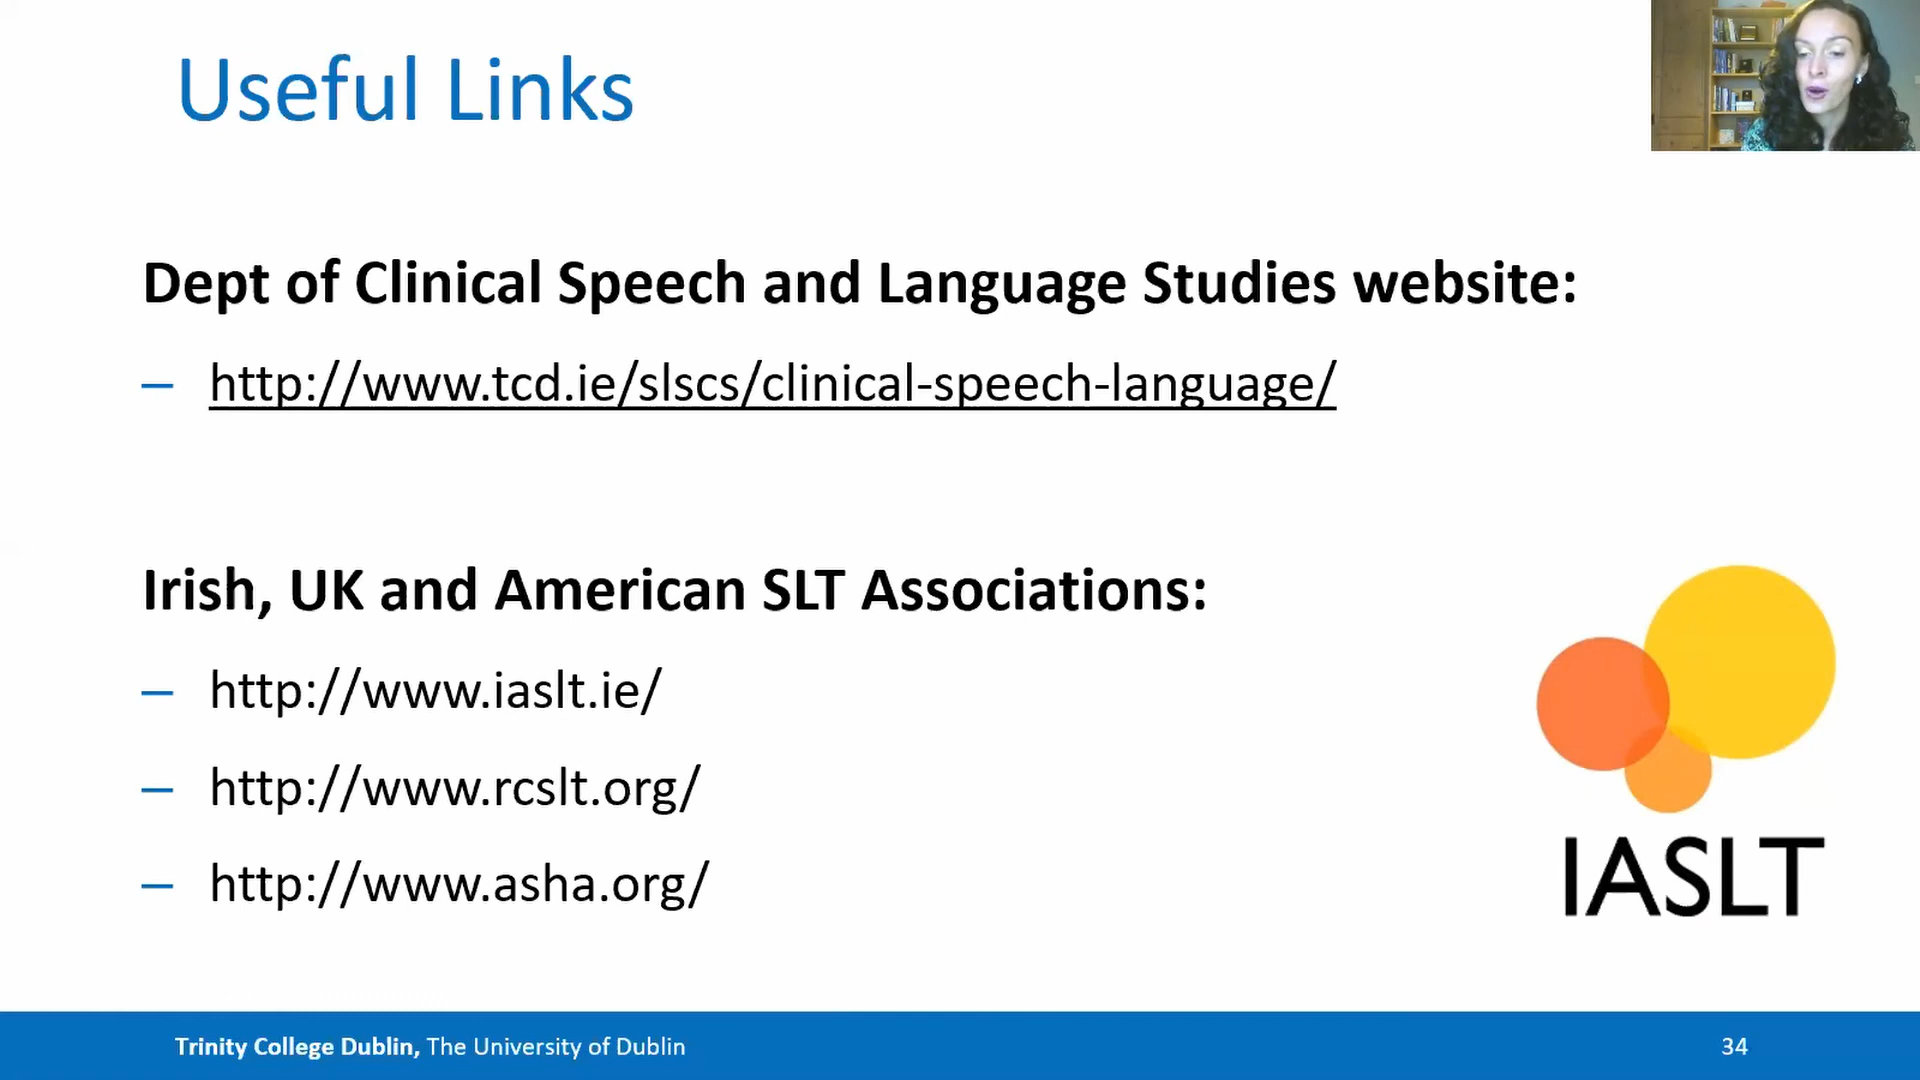 Useful Links
Dept of Clinical Speech and Language Studies website:
– http://www.tcd.ie/slscs/clinical-speech-language/
Irish, UK and American SLT Associations:
– http://www.iaslt.ie/
– http://www.rcslt.org/
– http://www.asha.org/
IASLT
Trinity College Dublin, The University of Dublin
34